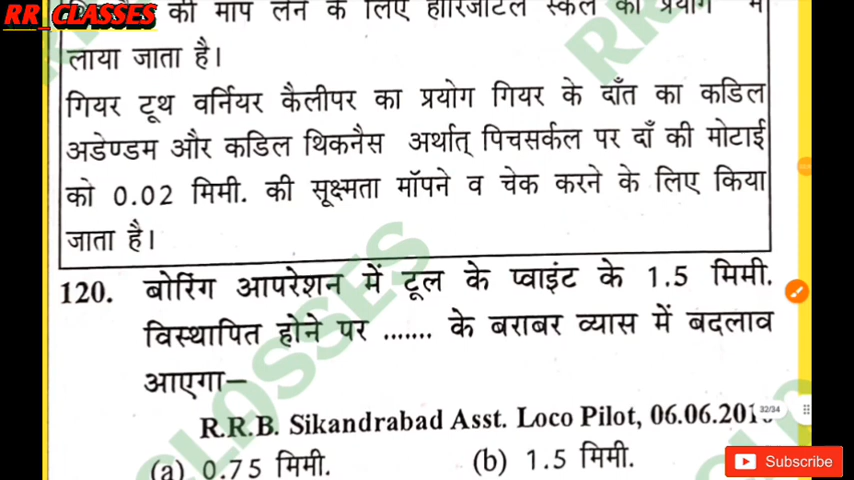 RR_CLASSES
की माप लेने के लिए हॉरिजॉंटल स्केल का प्रयोग में
लाया जाता है।
गियर टूथ वर्नियर कैलीपर का प्रयोग गियर के दाँत का कडिल
अडेण्डम और कडिल थिकनैस अर्थात् पिचसर्कल पर दाँ की मोटाई
को 0.02 मिमी. की सूक्ष्मता मॉपने व चेक करने के लिए किया
जाता है।
120. बोरिंग आपरेशन में टूल के प्वाइंट के 1.5 मिमी.
विस्थापित होने पर ....... के बराबर व्यास में बदलाव
आएगा–
R.R.B. Sikandrabad Asst. Loco Pilot, 06.06.201
32/34
(a) 0.75 मिमी. (b) 1.5 मिमी.
Subscribe